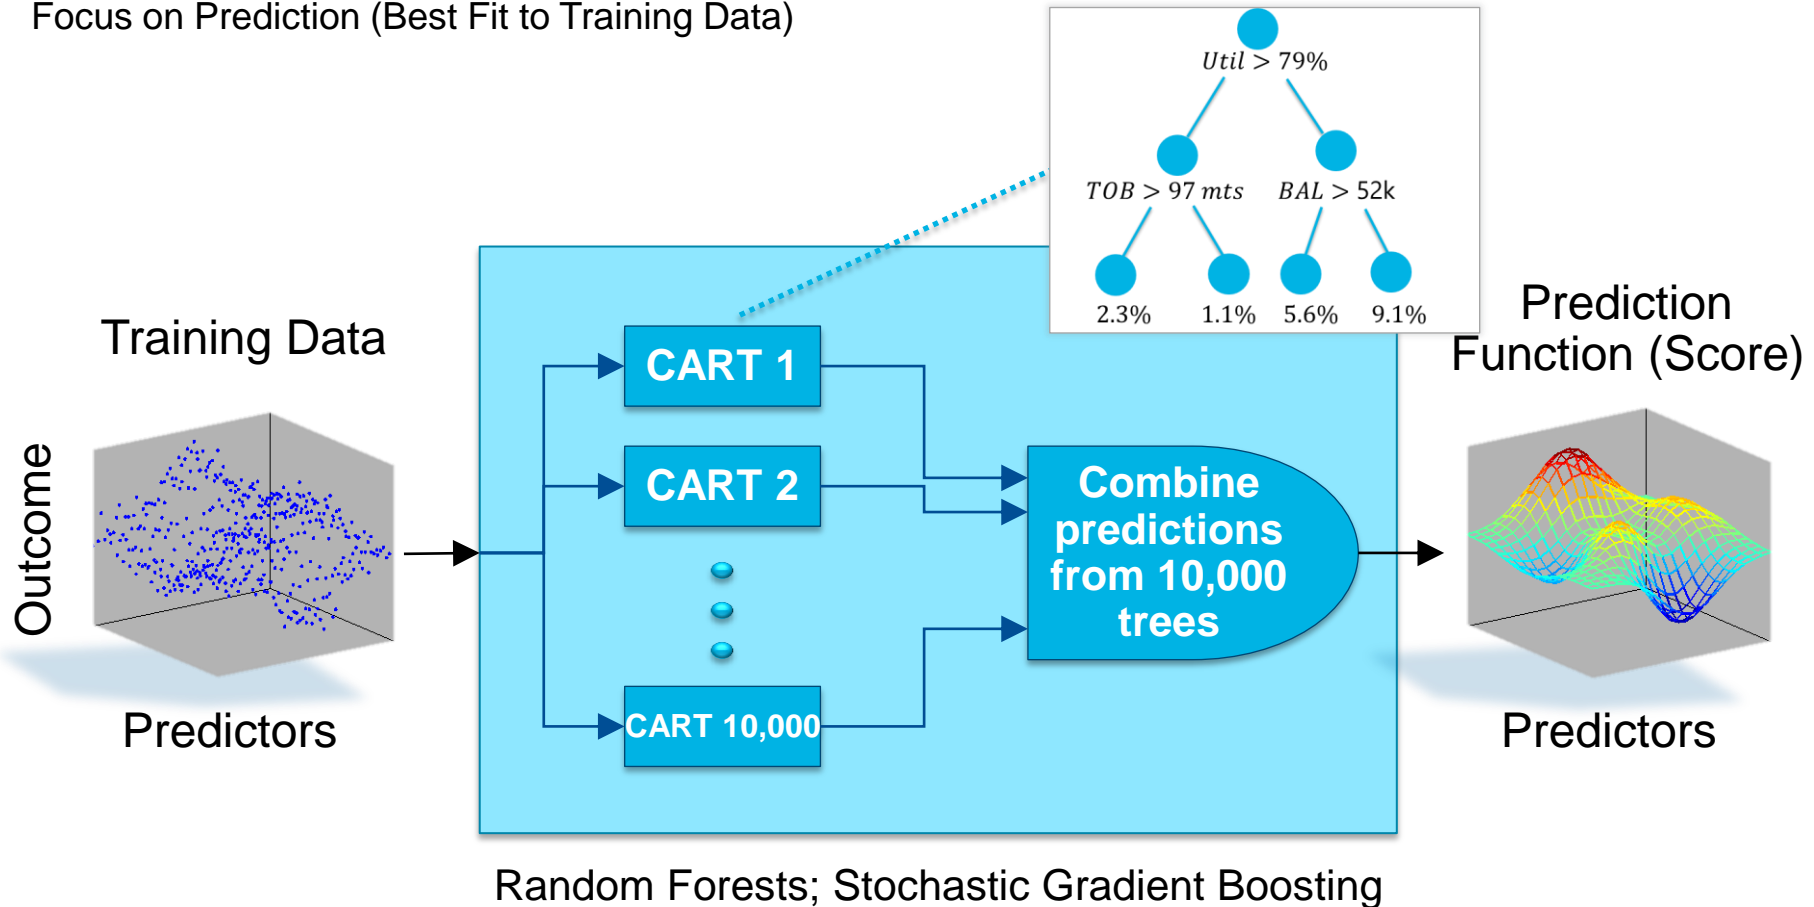 Focus on Prediction (Best Fit to Training Data)
Util > 79%
TOB > 97 mts
BAL > 52k
2.3%
1.1%
5.6%
9.1%
Training Data
Outcome
Predictors
CART 1
CART 2
CART 10,000
Combine
predictions
from 10,000
trees
Prediction
Function (Score)
Predictors
Random Forests; Stochastic Gradient Boosting